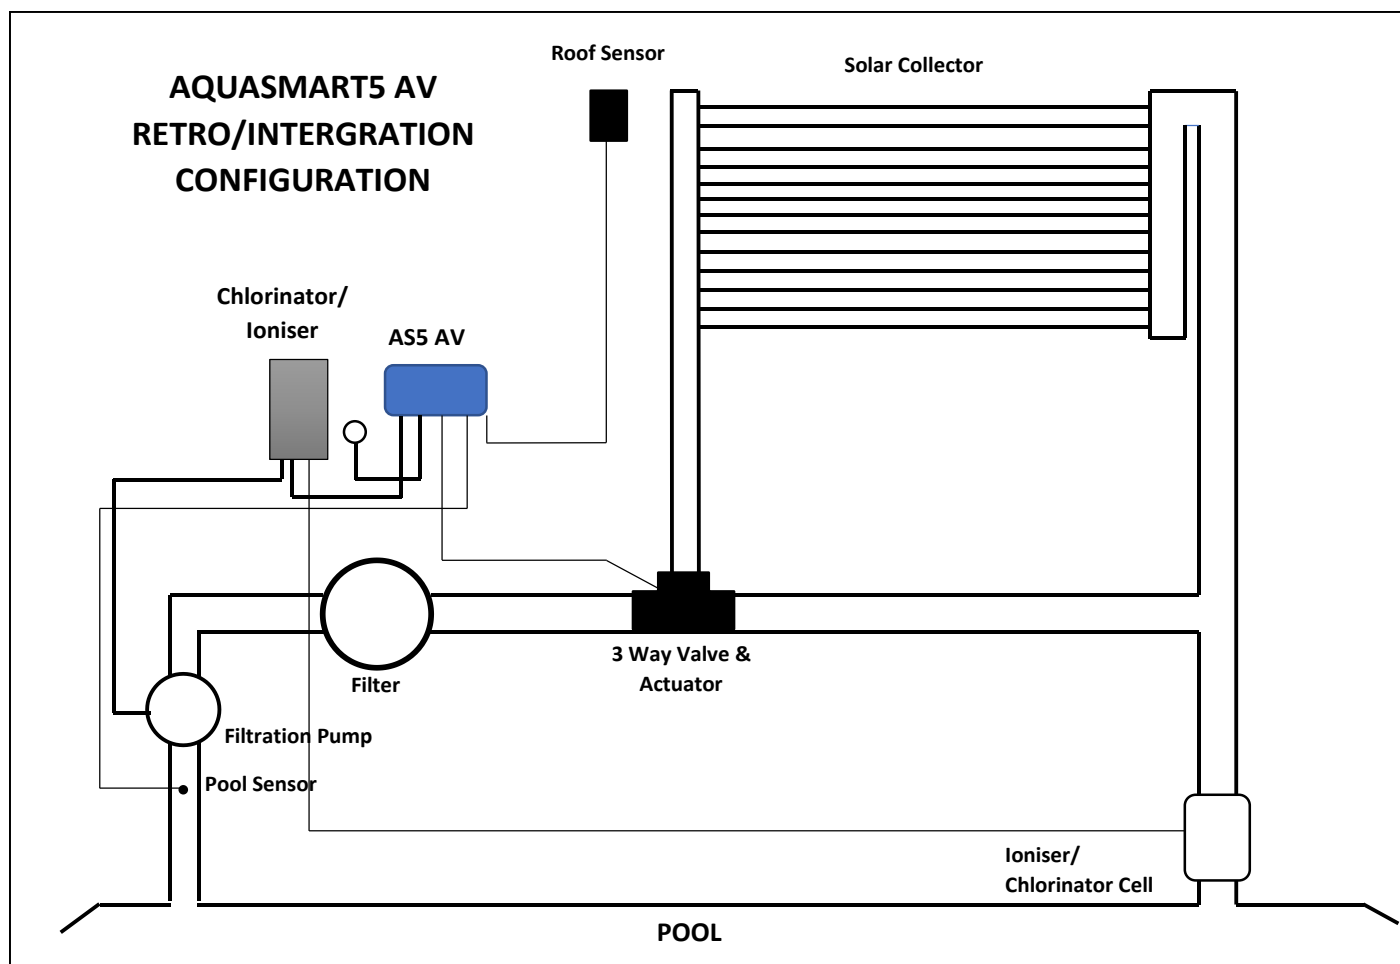 AQUASMART5 AV
RETRO/INTERGRATION
CONFIGURATION
Roof Sensor
Solar Collector
Chlorinator/
Ioniser
AS5 AV
3 Way Valve &
Actuator
Filter
Filtration Pump
Pool Sensor
Ioniser/
Chlorinator Cell
POOL